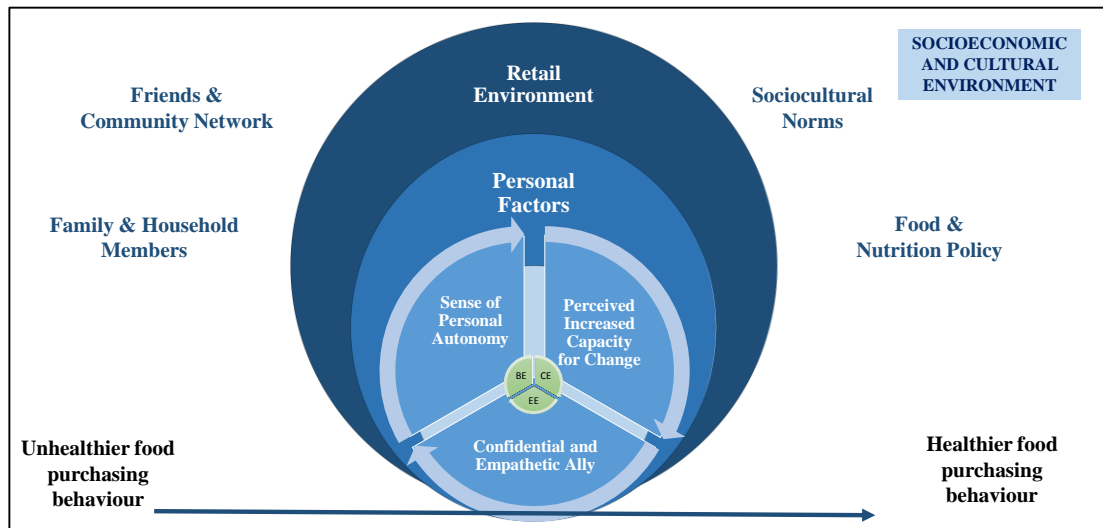 SOCIOECONOMIC
AND CULTURAL
ENVIRONMENT
Retail
Environment
Friends &
Community Network
Sociocultural
Norms
Personal
Factors
Family & Household
Members
Food &
Nutrition Policy
Sense of
Personal
Autonomy
Perceived
Increased
Capacity
for Change
BE
CE
EE
Confidential and
Empathetic Ally
Unhealthier food
purchasing
behaviour
Healthier food
purchasing
behaviour